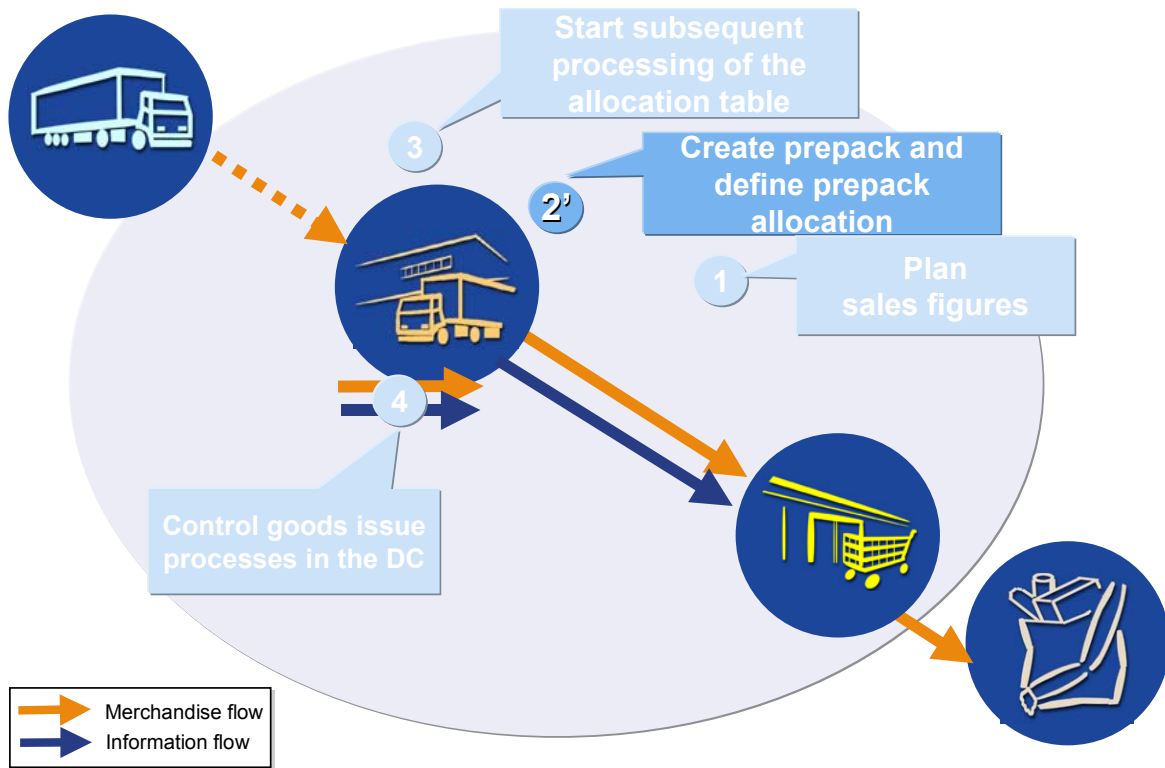 Start subsequent
processing of the
allocation table
3
Create prepack and
define prepack
allocation
2’
1
Plan
sales figures
4
Control goods issue
processes in the DC
Merchandise flow
Information flow